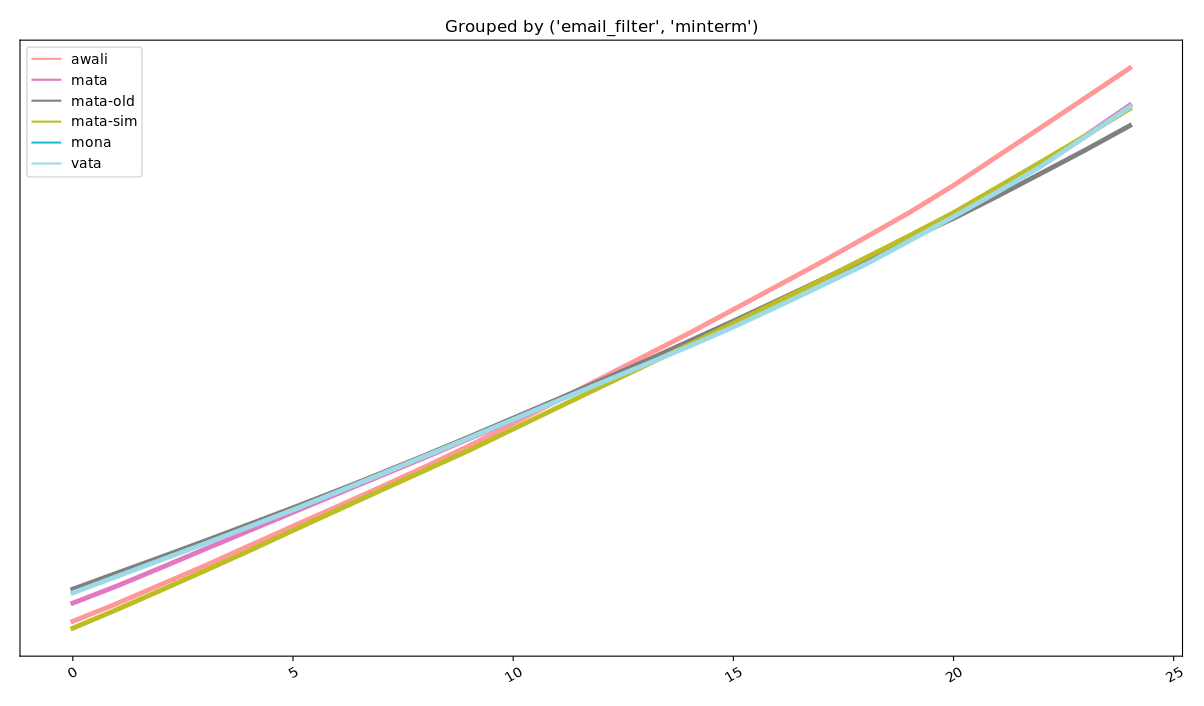 Grouped by ('email_filter', 'minterm')
awali
mata
mata-old
mata-sim
mona
vata
0 5 10 15 20 25